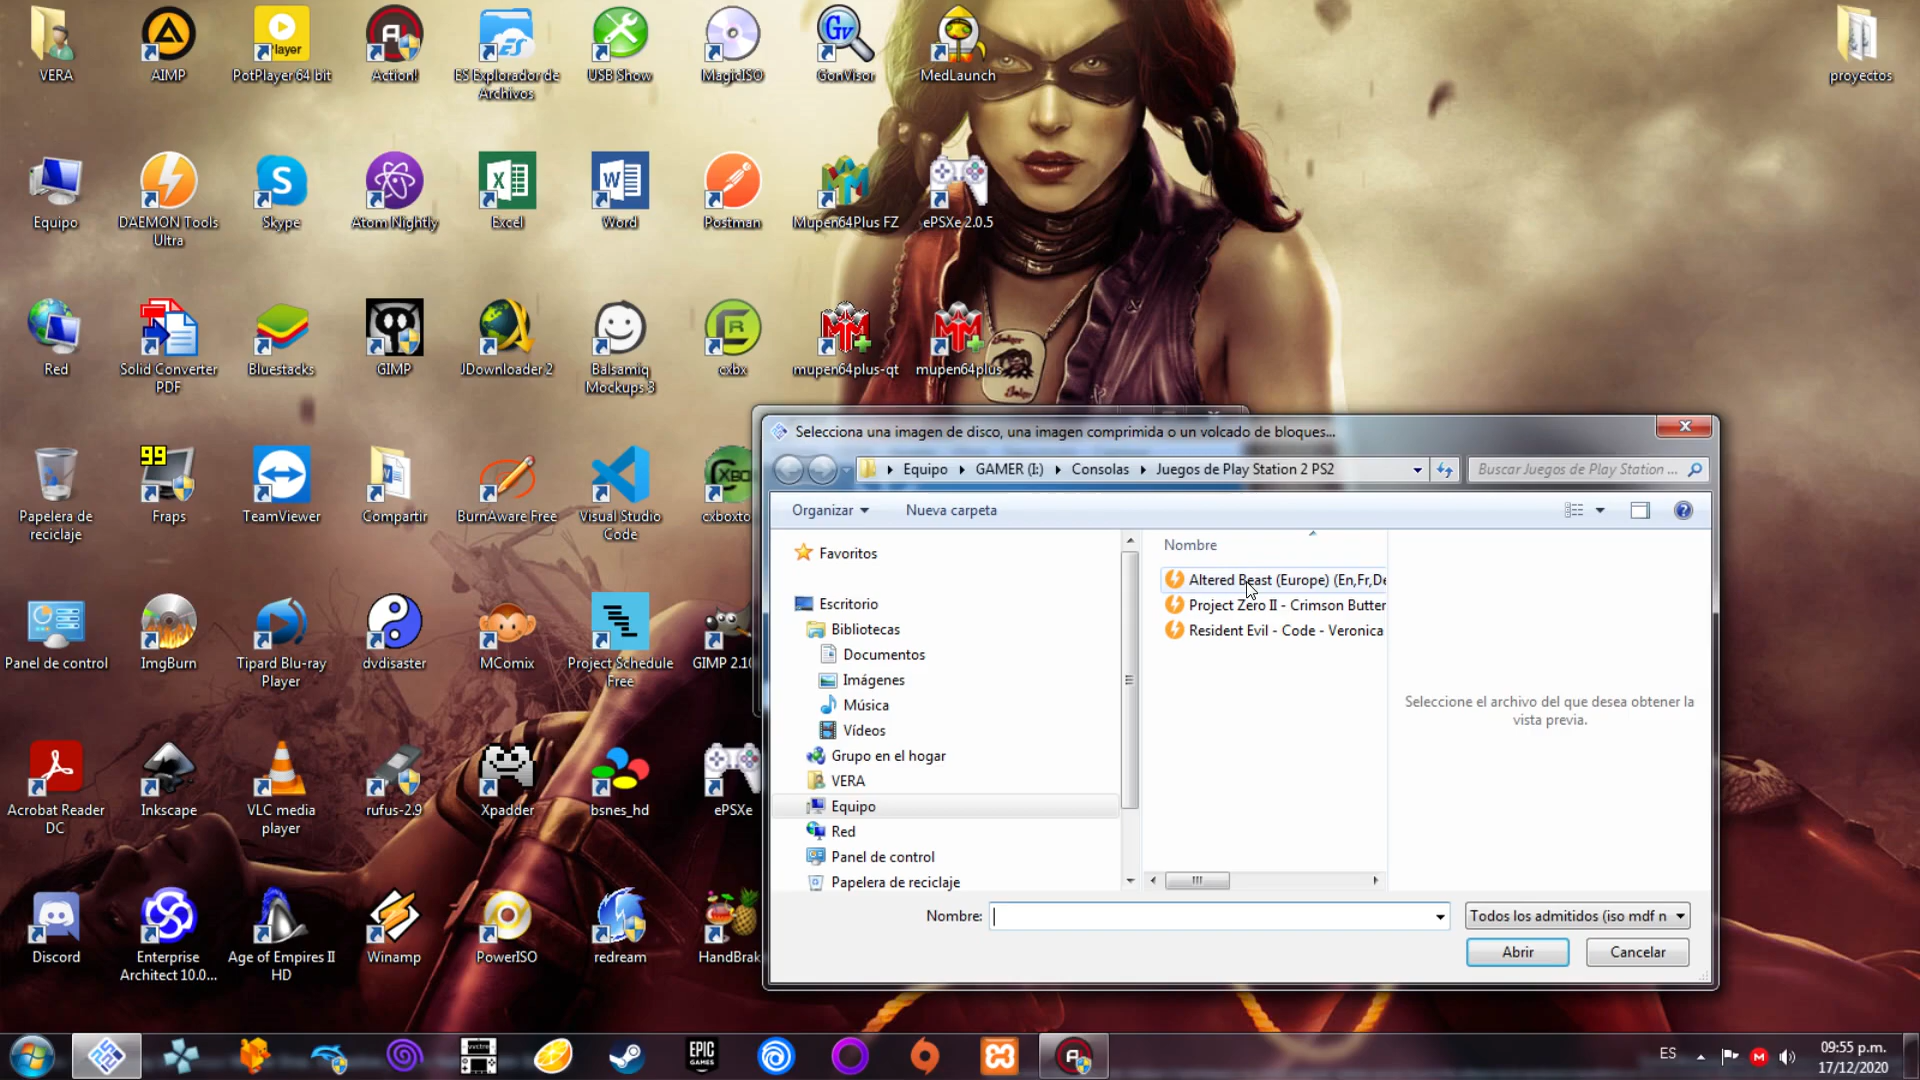 VERA
AIMP
PotPlayer 64 bit
Action!
ES Explorador de
Archivos
USB Show
MagicISO
GonVisor
MedLaunch
proyectos
Equipo
DAEMON Tools
Ultra
Skype
Atom Nightly
Excel
Word
Postman
Mupen64Plus FZ
ePSXe 2.0.5
Red
Solid Converter
PDF
Bluestacks
GIMP
JDownloader 2
Balsamiq
Mockups 3
cxbx
mupen64plus-qt
mupen64plus
Papelera de
reciclaje
Fraps
TeamViewer
Compartir
BurnAware Free
Visual Studio
Code
cxboxto
Panel de control
ImgBurn
Tipard Blu-ray
Player
dvdisaster
MComix
Project Schedule
Free
GIMP 2.10
Acrobat Reader
DC
Inkscape
VLC media
player
rufus-2.9
Xpadder
bsnes_hd
ePSXe
Discord
Enterprise
Architect 10.0...
Age of Empires II
HD
Winamp
PowerISO
redream
HandBrak
Selecciona una imagen de disco, una imagen comprimida o un volcado de bloques...
Equipo
GAMER (I:)
Consolas
Juegos de Play Station 2 PS2
Buscar Juegos de Play Station ...
Organizar
Nueva carpeta
Favoritos
Escritorio
Bibliotecas
Documentos
Imágenes
Música
Vídeos
Grupo en el hogar
VERA
Equipo
Red
Panel de control
Papelera de reciclaje
Nombre
Altered Beast (Europe) (En,Fr,De
Project Zero II - Crimson Butter
Resident Evil - Code - Veronica
Seleccione el archivo del que desea obtener la
vista previa.
Nombre:
Todos los admitidos (iso mdf n
Abrir
Cancelar
EPIC
GAMES
ES
09:55 p.m.
17/12/2020